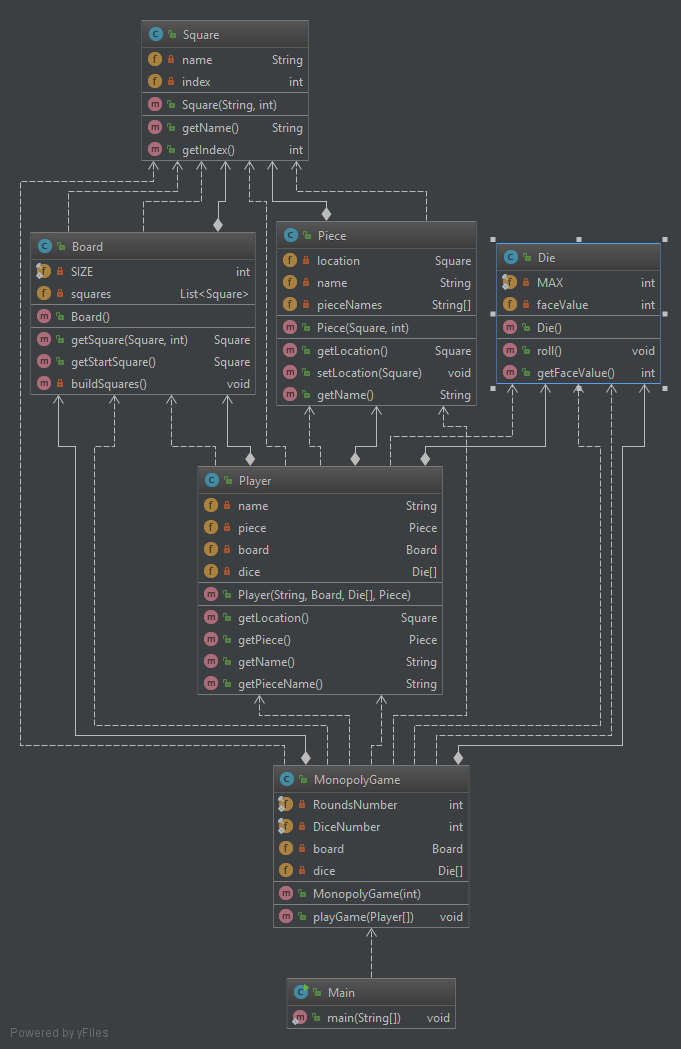 Square
name String
index int
Square(String, int)
getName() String
getIndex() int
Board
SIZE int
squares List<Square>
Board()
getSquare(Square, int) Square
getStartSquare() Square
buildSquares() void
Piece
location Square
name String
pieceNames String[]
Piece(Square, int)
getLocation() Square
setLocation(Square) void
getName() String
Die
MAX int
faceValue int
Die()
roll() void
getFaceValue() int
Player
name String
piece Piece
board Board
dice Die[]
Player(String, Board, Die[], Piece)
getLocation() Square
getPiece() Piece
getName() String
getPieceName() String
MonopolyGame
RoundsNumber int
DiceNumber int
board Board
dice Die[]
MonopolyGame(int)
playGame(Player[]) void
Main
main(String[]) void
Powered by yFiles